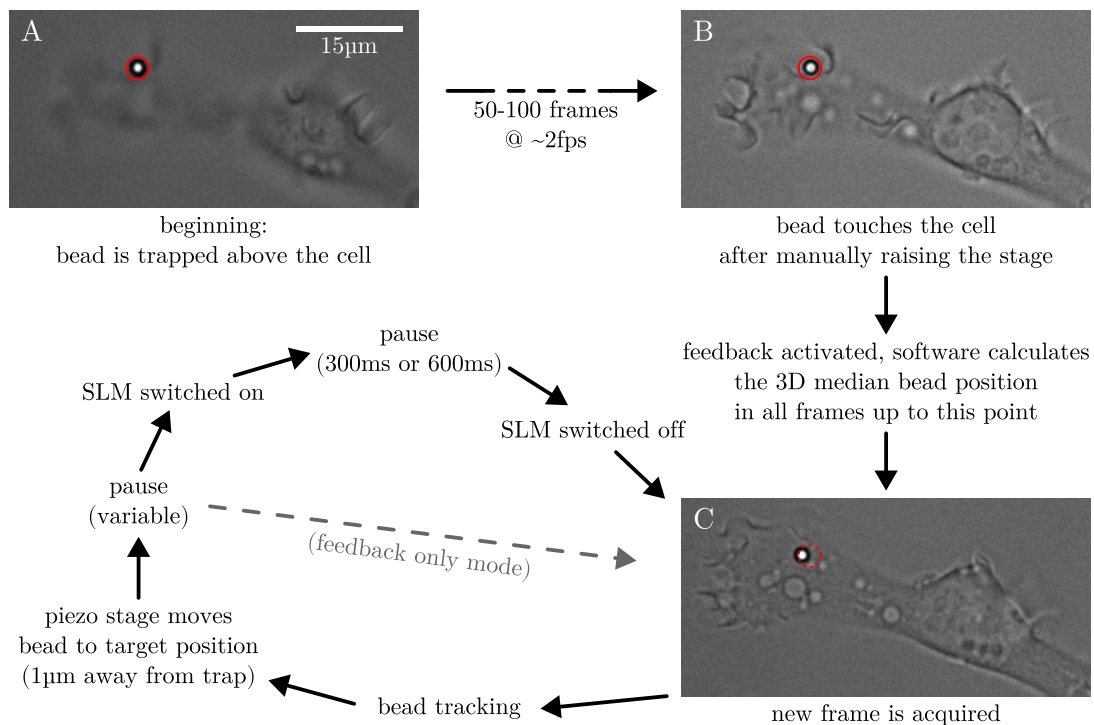 A
15µm
beginning:
bead is trapped above the cell
50-100 frames
@ ~2fps
B
bead touches the cell
after manually raising the stage
feedback activated, software calculates
the 3D median bead position
in all frames up to this point
C
new frame is acquired
bead tracking
piezo stage moves
bead to target position
(1µm away from trap)
pause
(variable)
(feedback only mode)
SLM switched on
pause
(300ms or 600ms)
SLM switched off